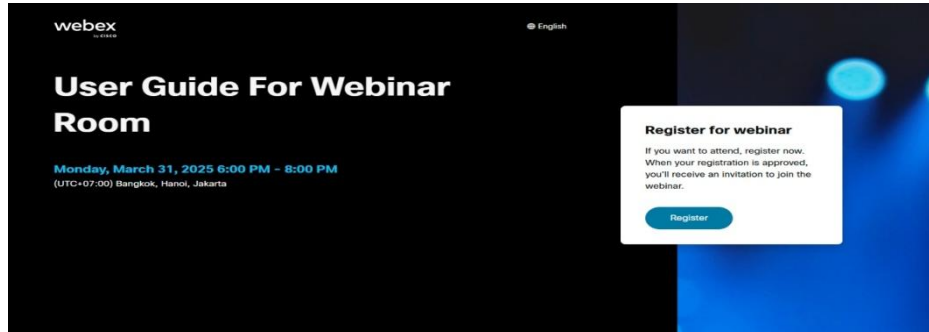 webex
by CISCO
English
User Guide For Webinar
Room
Monday, March 31, 2025 6:00 PM - 8:00 PM
(UTC+07:00) Bangkok, Hanoi, Jakarta
Register for webinar
If you want to attend, register now.
When your registration is approved,
you'll receive an invitation to join the
webinar.
Register